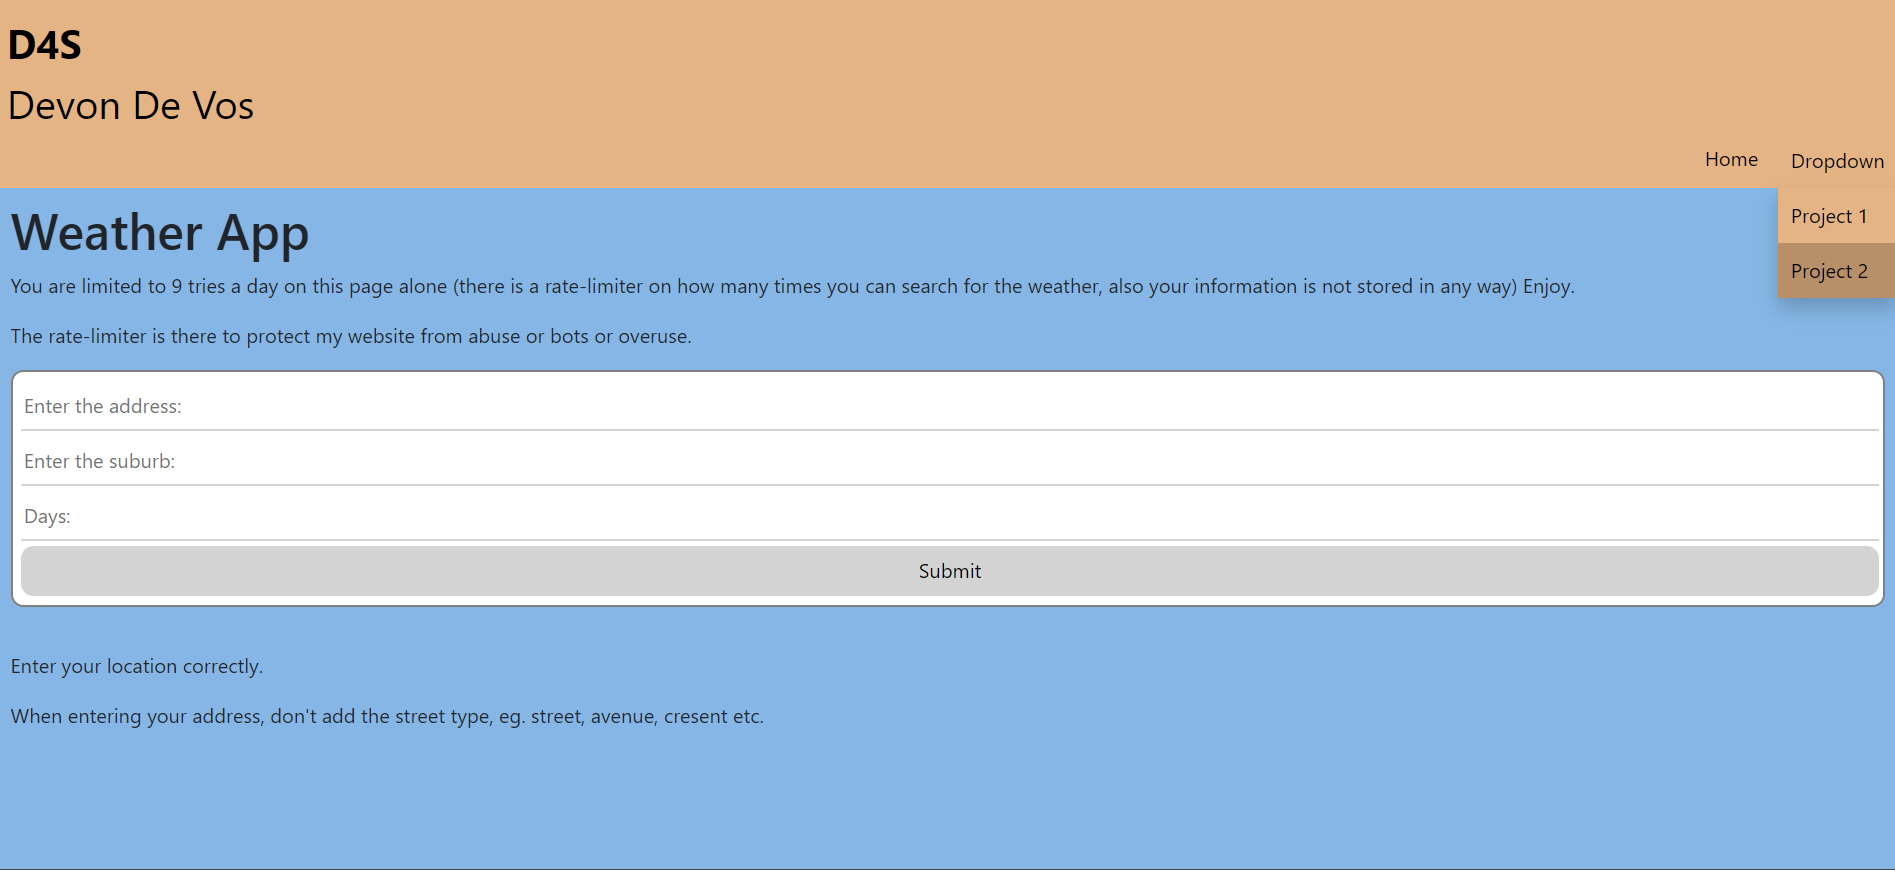 D4S
Devon De Vos
Home
Dropdown
Project 1
Project 2
Weather App
You are limited to 9 tries a day on this page alone (there is a rate-limiter on how many times you can search for the weather, also your information is not stored in any way) Enjoy.
The rate-limiter is there to protect my website from abuse or bots or overuse.
Enter the address:
Enter the suburb:
Days:
Submit
Enter your location correctly.
When entering your address, don't add the street type, eg. street, avenue, cresent etc.